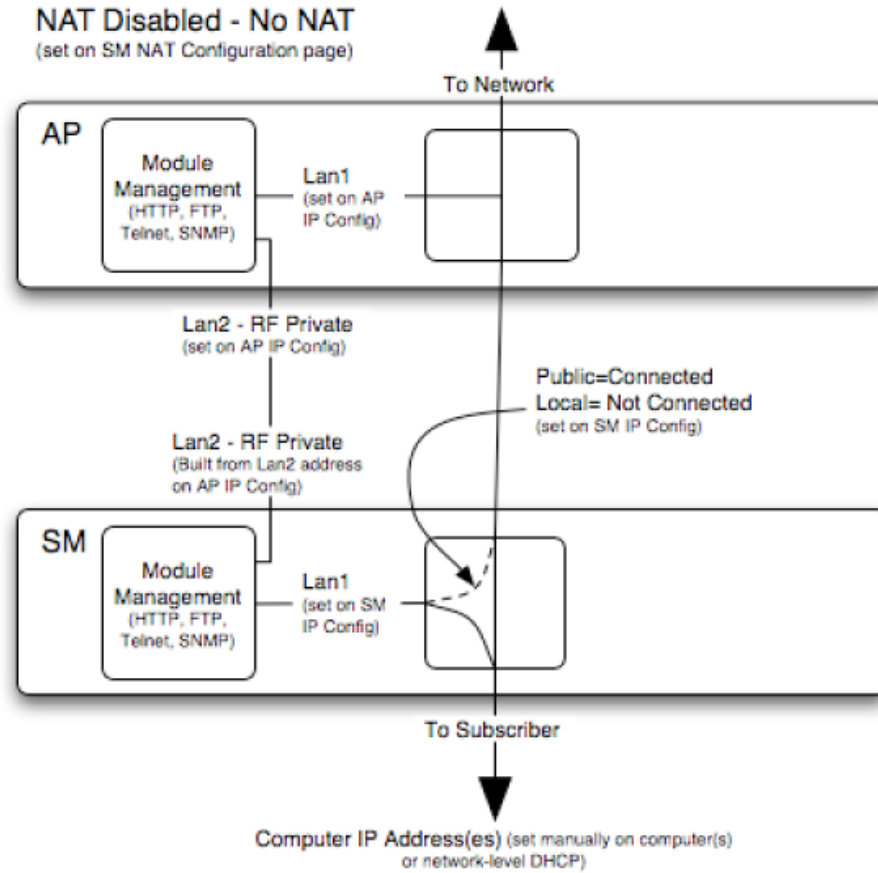 NAT Disabled - No NAT
(set on SM NAT Configuration page)
To Network
AP
Module
Management
(HTTP, FTP,
Telnet, SNMP)
Lan1
(set on AP
IP Config)
Lan2 - RF Private
(set on AP IP Config)
Public=Connected
Local= Not Connected
(set on SM IP Config)
Lan2 - RF Private
(Built from Lan2 address
on AP IP Config)
SM
Module
Management
(HTTP, FTP,
Telnet, SNMP)
Lan1
(set on SM
IP Config)
To Subscriber
Computer IP Address(es) (set manually on computer(s)
or network-level DHCP)